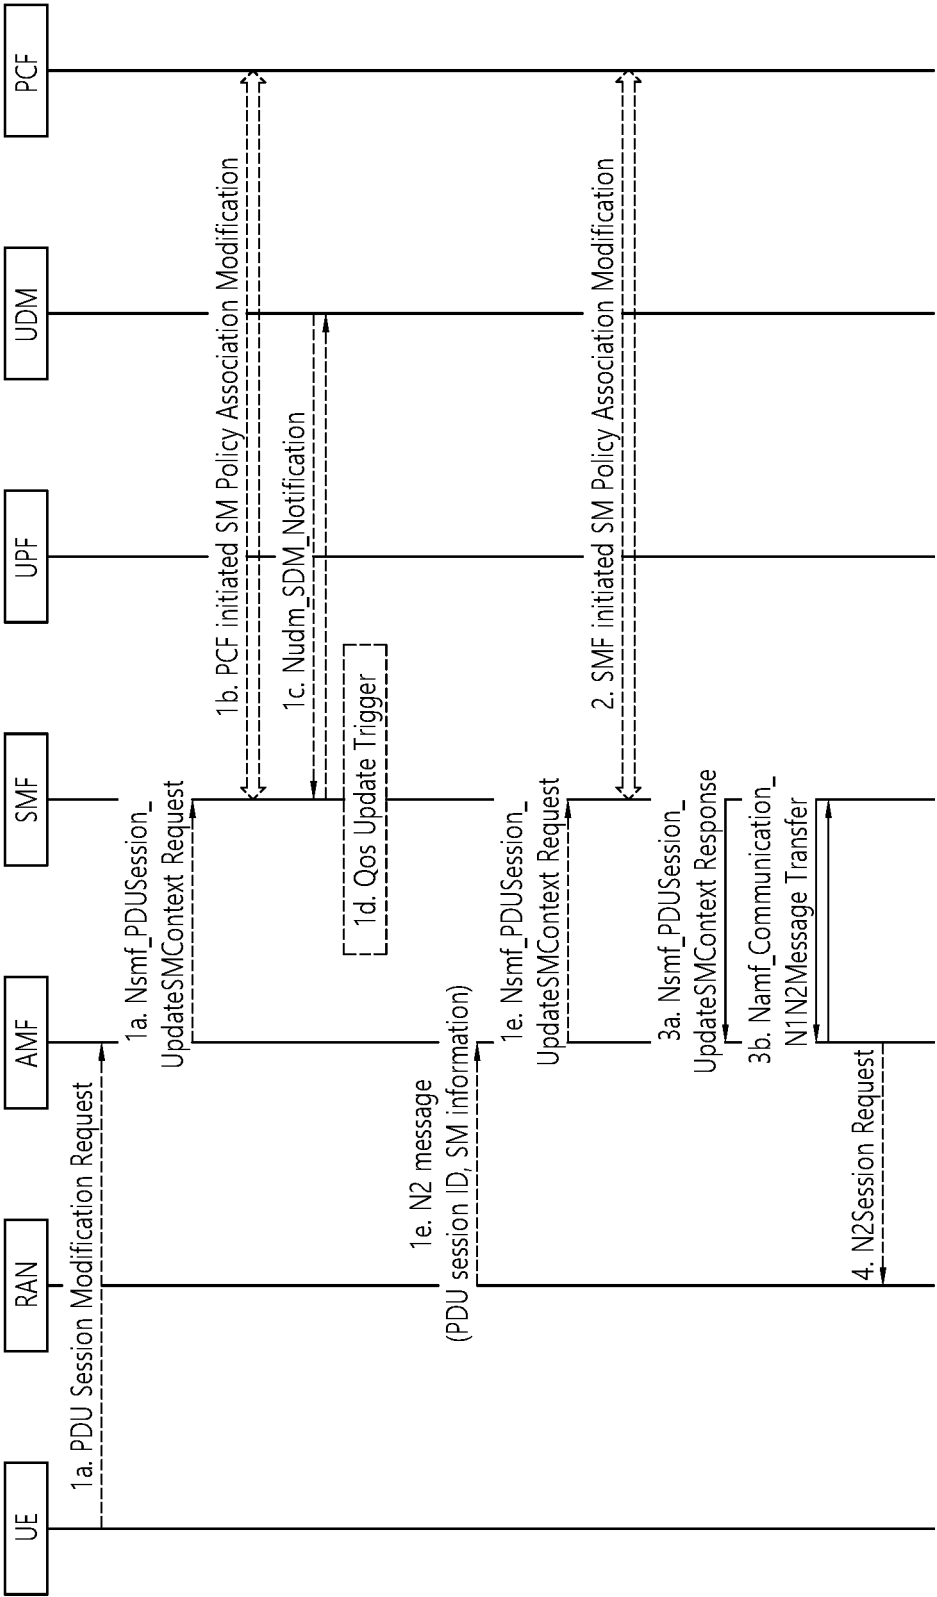 UE
RAN
AMF
SMF
UPF
UDM
PCF
1a. PDU Session Modification Request
1a. Nsmf_PDUSession_
UpdateSMContext Request
1b. PCF initiated SM Policy Association Modification
1c. Nudm_SDM_Notification
1d. Qos Update Trigger
1e. N2 message
(PDU session ID, SM information)
1e. Nsmf_PDUSession_
UpdateSMContext Request
2. SMF initiated SM Policy Association Modification
3a. Nsmf_PDUSession_
UpdateSMContext Response
3b. Namf_Communication_
N1N2Message Transfer
4. N2Session Request